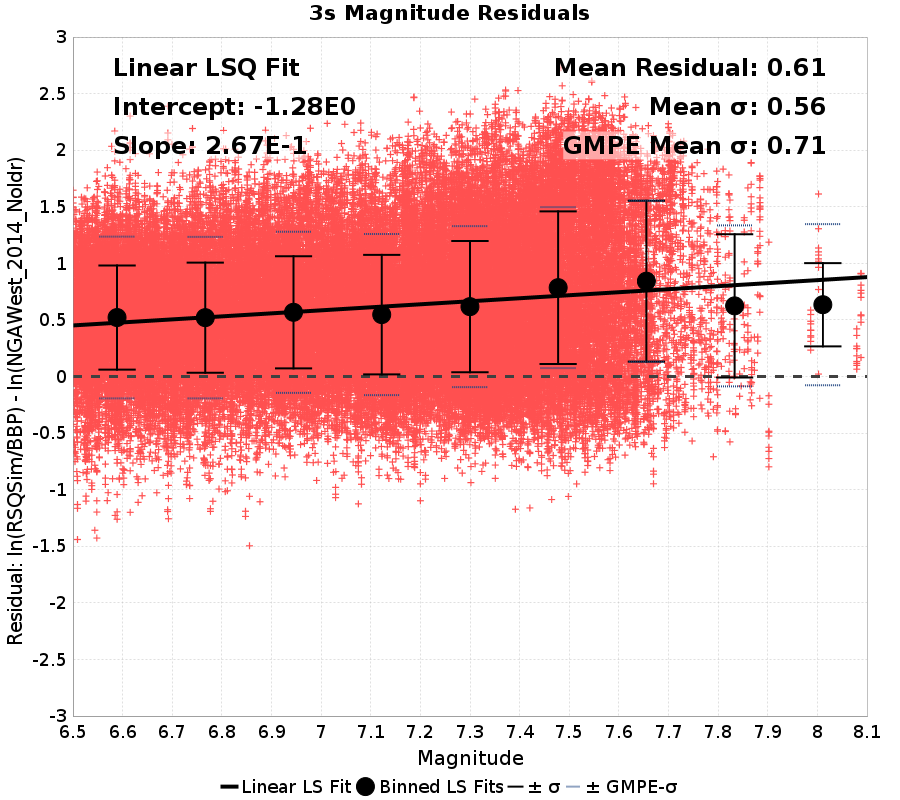 3s Magnitude Residuals
Linear LSQ Fit
Intercept: -1.28E0
Slope: 2.67E-1
Mean Residual: 0.61
Mean σ: 0.56
GMPE Mean σ: 0.71
Residual: ln(RSQSim/BBP) - ln(NGAWest_2014_NoIdr)
3
2.5
2
1.5
1
0.5
0
-0.5
-1
-1.5
-2
-2.5
-3
6.5 6.6 6.7 6.8 6.9 7 7.1 7.2 7.3 7.4 7.5 7.6 7.7 7.8 7.9 8 8.1
Magnitude
Linear LS Fit Binned LS Fits ± σ ± GMPE-σ